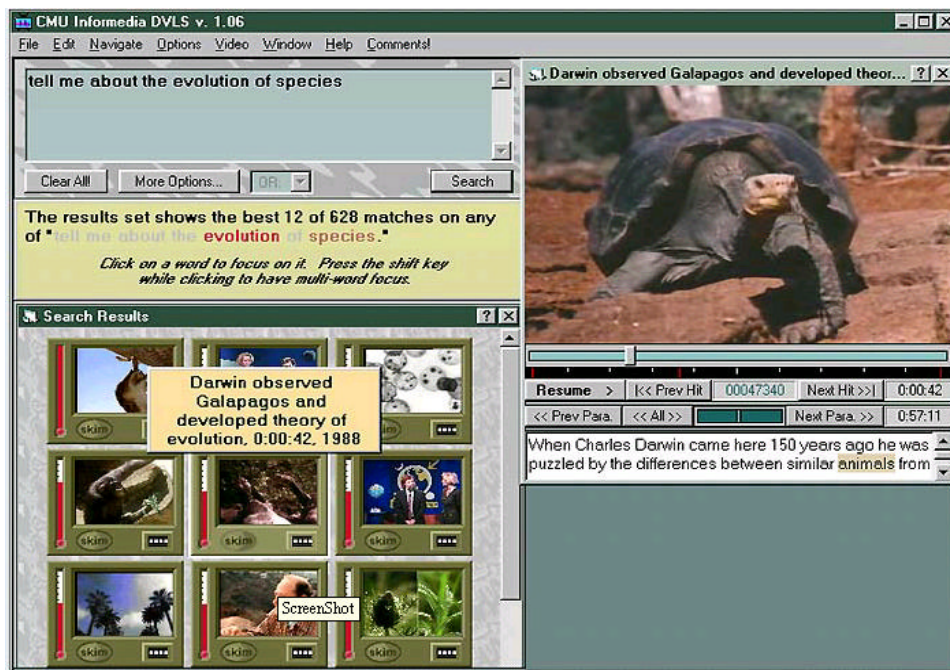 CMU Informedia DVLS v. 1.06
File Edit Navigate Options Video Window Help Comments!
tell me about the evolution of species
Clear All! More Options... OR: Search
The results set shows the best 12 of 628 matches on any
of "tell me about the evolution of species."
Click on a word to focus on it. Press the shift key
while clicking to have multi-word focus.
Search Results
Darwin observed
Galapagos and
developed theory of
evolution, 0:00:42, 1988
skim
skim skim skim
skim
ScreenShot
skim skim skim
Darwin observed Galapagos and developed theor...
Resume > |<< Prev Hit 00047340 Next Hit >>| 0:00:42
<< Prev Para. << All >> Next Para. >> 0:57:11
When Charles Darwin came here 150 years ago he was
puzzled by the differences between similar animals from